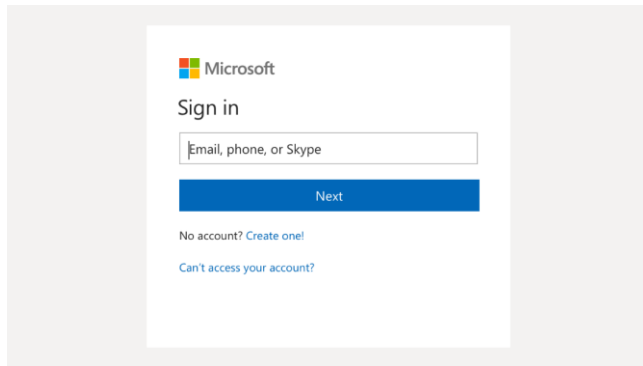 Microsoft
Sign in
Email, phone, or Skype
Next
No account? Create one!
Can't access your account?